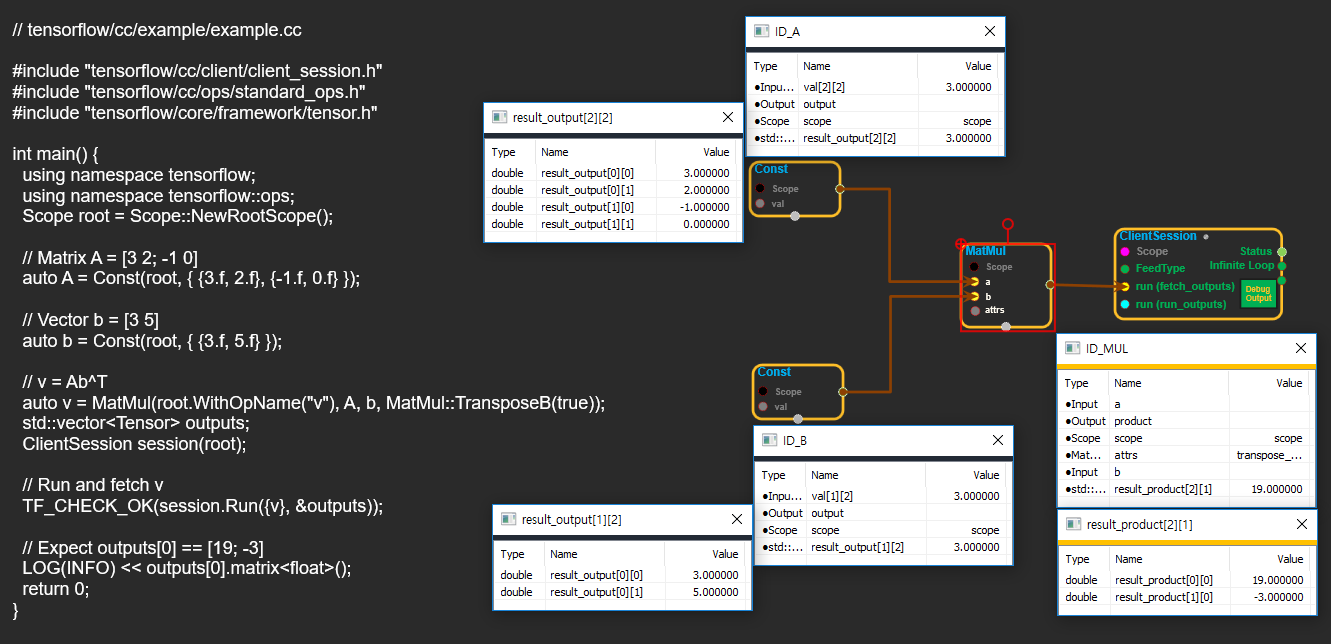 // tensorflow/cc/example/example.cc
#include "tensorflow/cc/client/client_session.h"
#include "tensorflow/cc/ops/standard_ops.h"
#include "tensorflow/core/framework/tensor.h"
int main() {
using namespace tensorflow;
using namespace tensorflow::ops;
Scope root = Scope::NewRootScope();
// Matrix A = [3 2; -1 0]
auto A = Const(root, { {3.f, 2.f}, {-1.f, 0.f} });
// Vector b = [3 5]
auto b = Const(root, { {3.f, 5.f} });
// v = Ab^T
auto v = MatMul(root.WithOpName("v"), A, b, MatMul::TransposeB(true));
std::vector<Tensor> outputs;
ClientSession session(root);
// Run and fetch v
TF_CHECK_OK(session.Run({v}, &outputs));
// Expect outputs[0] == [19; -3]
LOG(INFO) << outputs[0].matrix<float>();
return 0;
}
result_output[2][2]
Type Name Value
double result_output[0][0] 3.000000
double result_output[0][1] 2.000000
double result_output[1][0] -1.000000
double result_output[1][1] 0.000000
ID_A
Type Name Value
●Inpu... val[2][2] 3.000000
●Output output
●Scope scope scope
●std::... result_output[2][2] 3.000000
Const
Scope
val
MatMul
Scope
a
b
attrs
ClientSession
Scope Status
FeedType Infinite Loop
run (fetch_outputs)
run (run_outputs)
Debug
Output
Const
Scope
val
ID_B
Type Name Value
●Inpu... val[1][2] 3.000000
●Output output
●Scope scope scope
●std::... result_output[1][2] 3.000000
result_output[1][2]
Type Name Value
double result_output[0][0] 3.000000
double result_output[0][1] 5.000000
ID_MUL
Type Name Value
●Input a
●Output product
●Scope scope scope
●Mat... attrs transpose_...
●Input b
●std::... result_product[2][1] 19.000000
result_product[2][1]
Type Name Value
double result_product[0][0] 19.000000
double result_product[1][0] -3.000000